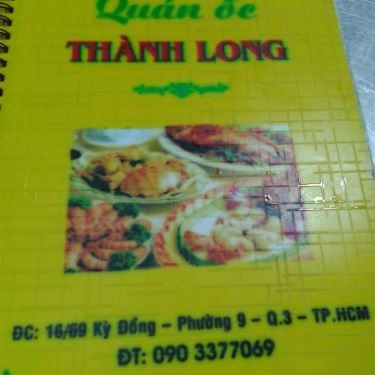 Quán ốc
THÀNH LONG
ĐC: 16/69 Kỳ Đồng – Phường 9 – Q.3 – TP.HCM
ĐT: 090 3377069